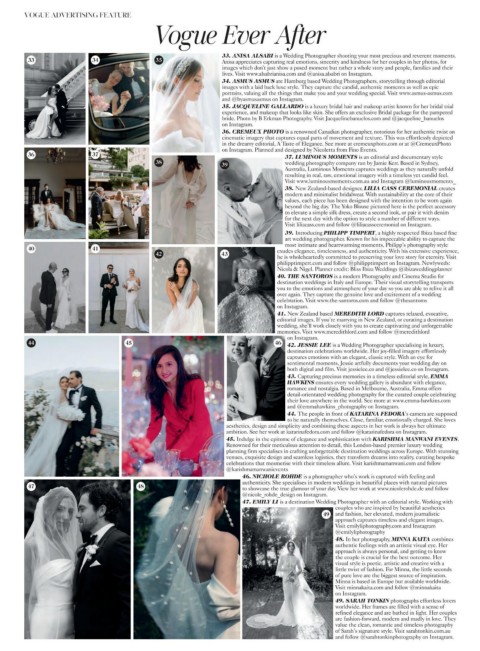 VOGUE ADVERTISING FEATURE
Vogue Ever After
33. ANISA ALSABI is a Wedding Photographer shooting your most precious and reverent moments.
Anisa appreciates capturing real emotions, sincerity and kindness for her couples in her photos, for
images which don't just show a posed moment but rather a whole story and people, families and their
lives. Visit www.alsabianisa.com and @anisa.alsabi on Instagram.
34. ASMUS ASMUS are Hamburg based Wedding Photographers, storytelling through editorial
images with a laid back luxe style. They capture the candid, authentic moments as well as epic
portraits, valuing all the things that make you and your wedding special. Visit www.asmus-asmus.com
and on Instagram.
35. JACQUELINE GALLARDO is a luxury bridal hair and makeup artist known for her bridal trial
experience, and makeup that looks like skin. She offers an exclusive Bridal package for the pampered
bride. Photo by B Erikson Photography. Visit
on Instagram.
36. CREMEUX PHOTO is a renowned Canadian photographer, notorious for her authentic twist on
cinematic imagery that captures equal parts of movement and texture. This was effortlessly depicted
in the dreamy editorial, A Taste of Elegance. See more at cremeuxphoto.com or at @CremeuxPhoto
on Instagram. Planned and designed by Nicoletta from Fino Events.
37. LUMINOUS MOMENTS is an editorial and documentary style
wedding photography company run by Jamie Ker. Based in Sydney,
Australia, Luminous Moments captures weddings as they naturally unfold
resulting in real, raw, emotional imagery with a timeless yet candid feel.
Visit www.luminousmoments.com.au and Instagram
38. New Zealand-based designer, LILIA CASS CEREMONIAL creates
modern and minimalist bridalwear. With sustainability at the core of their
values, each piece has been designed with the intention to be worn again
beyond the big day. The Yoko Blouse pictured here is the perfect accessory
to elevate a simple silk dress, create a second look, or pair it with denim
for the next day with the option to style a number of different ways.
Visit liliacass.com and find @liliacassceremonial on Instagram.
39. Introducing PHILIPP TIMPERT, a highly respected Ibiza based fine
art wedding photographer. Known for his impeccable ability to capture the
most intimate and heartwarming moments, Philipp's photography style
exudes elegance, timelessness, and authenticity. With his extensive experience,
he is wholeheartedly committed to preserving your love story for eternity. Visit
philipptimpert.com and follow @philipptimpert on Instagram. Newlyweds:
Nicola & Nigel. Planner credit: Bliss Ibiza Weddings @ibizaweddingplanner
40. THE SANTOROS is a modern Photography and Cinema Studio for
destination weddings in Italy and Europe. Their visual storytelling transports
you to the emotions and atmosphere of your day so you are able to relive it all
over again. They capture the genuine love and excitement of a wedding
celebration. Visit www.the-santoros.com and follow @thesantoros
on Instagram.
41. New Zealand based MEREDITH LORD captures relaxed, evocative,
editorial images. If you're marrying in New Zealand, or curating a destination
wedding, she'll work closely with you to create captivating and unforgettable
memories. Visit www.meredithlord.com and follow @meredithlord
on Instagram.
42. JESSIE LEE is a Wedding Photographer specialising in luxury,
destination celebrations worldwide. Her joy-filled imagery effortlessly
captures emotions with an elegant, classic style. With an eye for
sentimental moments, Jessie artfully documents your wedding day on
both digital and film. Visit jessielee.co and @jessielee.co on Instagram.
43. Capturing precious memories in a timeless editorial style, EMMA
HAWKINS ensures every wedding gallery is abundant with elegance,
romance and nostalgia. Based in Melbourne, Australia, Emma offers
detail-orientated wedding photography for the curated couple celebrating
their love anywhere in the world. See more at www.emma-hawkins.com
and @emmahawkins_photography on Instagram.
44. The people in front of KATARINA FEDORA's camera are supposed
to be naturally themselves. Close, familiar, emotionally charged. She loves
aesthetics, design and simplicity and combining these aspects in her work is always her ultimate
ambition. See her work at katarinafedora.com and follow @katarinafedora on Instagram.
45. Indulge in the epitome of elegance and sophistication with KARISHMA MANWANI EVENTS.
Renowned for their meticulous attention to detail, this London-based premier luxury wedding
planning firm specialises in crafting unforgettable destination weddings across Europe. With stunning
venues, exquisite design and seamless logistics, they transform dreams into reality, curating bespoke
celebrations that mesmerise with their timeless allure. Visit karishmamanwani.com and follow
@karishmamanwanievents
46. NICHOLE ROHDE is a photographer who's work is captured with feeling and
authenticity. She specialises in modern weddings in beautiful places with natural pictures
to showcase the true glamour of your day. View her work at www.nicolerohde.de and follow
@nicole_rohde_design on Instagram.
47. EMILY LI is a destination Wedding Photographer with an editorial style. Working with
couples who are inspired by beautiful aesthetics
and fashion, her elevated, modern journalistic
approach captures timeless and elegant images.
Visit emilyliphotography.com and Instagram
@emilyliphotography
48. In her photography, MINNA KAITA combines
authentic feelings with an artistic visual eye. Her
approach is always personal, and getting to know
the couple is crucial for the best outcome. Her
visual style is poetic, artistic and creative with a
little twist of fashion. For Minna, the little seconds
of pure love are the biggest source of inspiration.
Minna is based in Europe but available worldwide.
Visit minnakaita.com and follow @minnakaita
on Instagram.
49. SARAH TONKIN photographs effortless lovers
worldwide. Her frames are filled with a sense of
refined elegance and are bathed in light. Her couples
are fashion-forward, modern and madly in love. They
value the clean, romantic and timeless photography
of Sarah's signature style. Visit sarahtonkin.com.au
and follow @sarahtonkinphotography on Instagram.
33
34
35
36
37
38
39
40
41
42
43
44
45
46
47
48
49